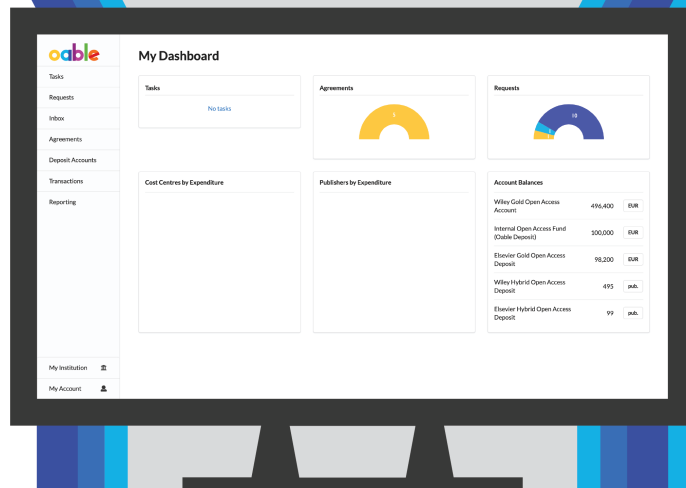 oable
My Dashboard
Tasks
Requests
Inbox
Agreements
Deposit Accounts
Transactions
Reporting
My Institution
My Account
Tasks
No tasks
Agreements
5
Requests
10
Cost Centres by Expenditure
Publishers by Expenditure
Account Balances
Wiley Gold Open Access
Account
496,400
EUR
Internal Open Access Fund
(Oable Deposit)
100,000
EUR
Elsevier Gold Open Access
Deposit
98,200
EUR
Wiley Hybrid Open Access
Deposit
495
pub.
Elsevier Hybrid Open Access
Deposit
99
pub.